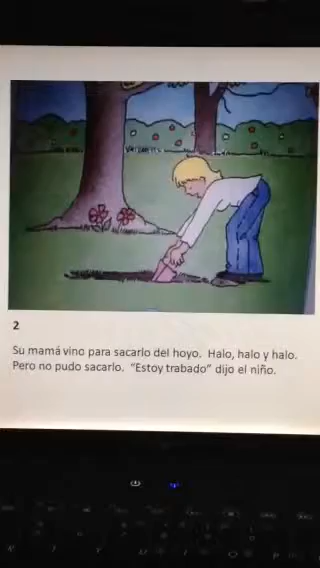 2
Su mamá vino para sacarlo del hoyo. Halo, halo y halo.
Pero no pudo sacarlo. “Estoy trabado” dijo el niño.